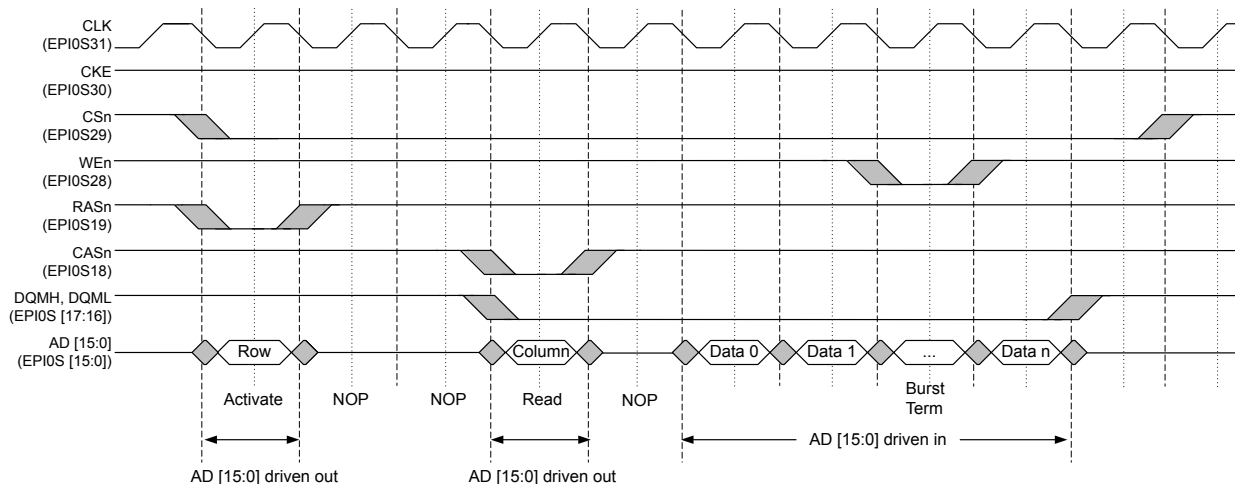 CLK
(EPI0S31)
CKE
(EPI0S30)
CSn
(EPI0S29)
WEn
(EPI0S28)
RASn
(EPI0S19)
CASn
(EPI0S18)
DQMH, DQML
(EPI0S [17:16])
AD [15:0]
(EPI0S [15:0])
Row Column Data 0 Data 1 ... Data n
Activate NOP NOP Read NOP Burst
Term
AD [15:0] driven in
AD [15:0] driven out AD [15:0] driven out